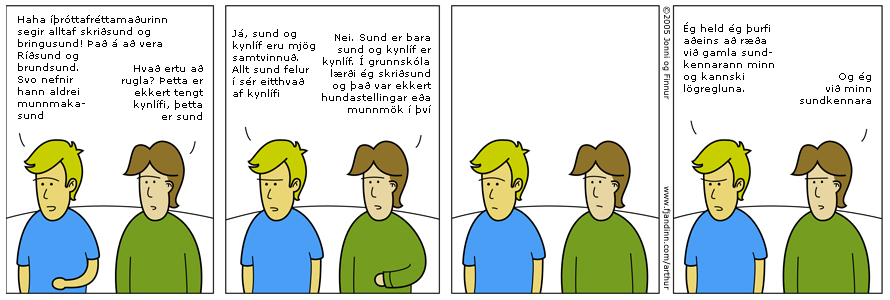 Haha íþróttafréttamaðurinn
segir alltaf skriðsund og
bringusund! Það á að vera
Ríðsund og
brundsund.
Svo nefnir
hann aldrei
munnmaka-
sund
Hvað ertu að
rugla? Þetta er
ekkert tengt
kynlífi, þetta
er sund
Já, sund og
kynlíf eru mjög
samtvinnuð.
Allt sund felur
í sér eitthvað
af kynlífi
Nei. Sund er bara
sund og kynlíf er
kynlíf. Í grunnskóla
lærði ég skriðsund
og það var ekkert
hundastellingar eða
munnmök í því
©2005 Jonni og Finnur
www.fjandinn.com/arthur
Ég held ég þurfi
aðeins að ræða
við gamla sund-
kennarann minn
og kannski
lögregluna.
Og ég
við minn
sundkennara